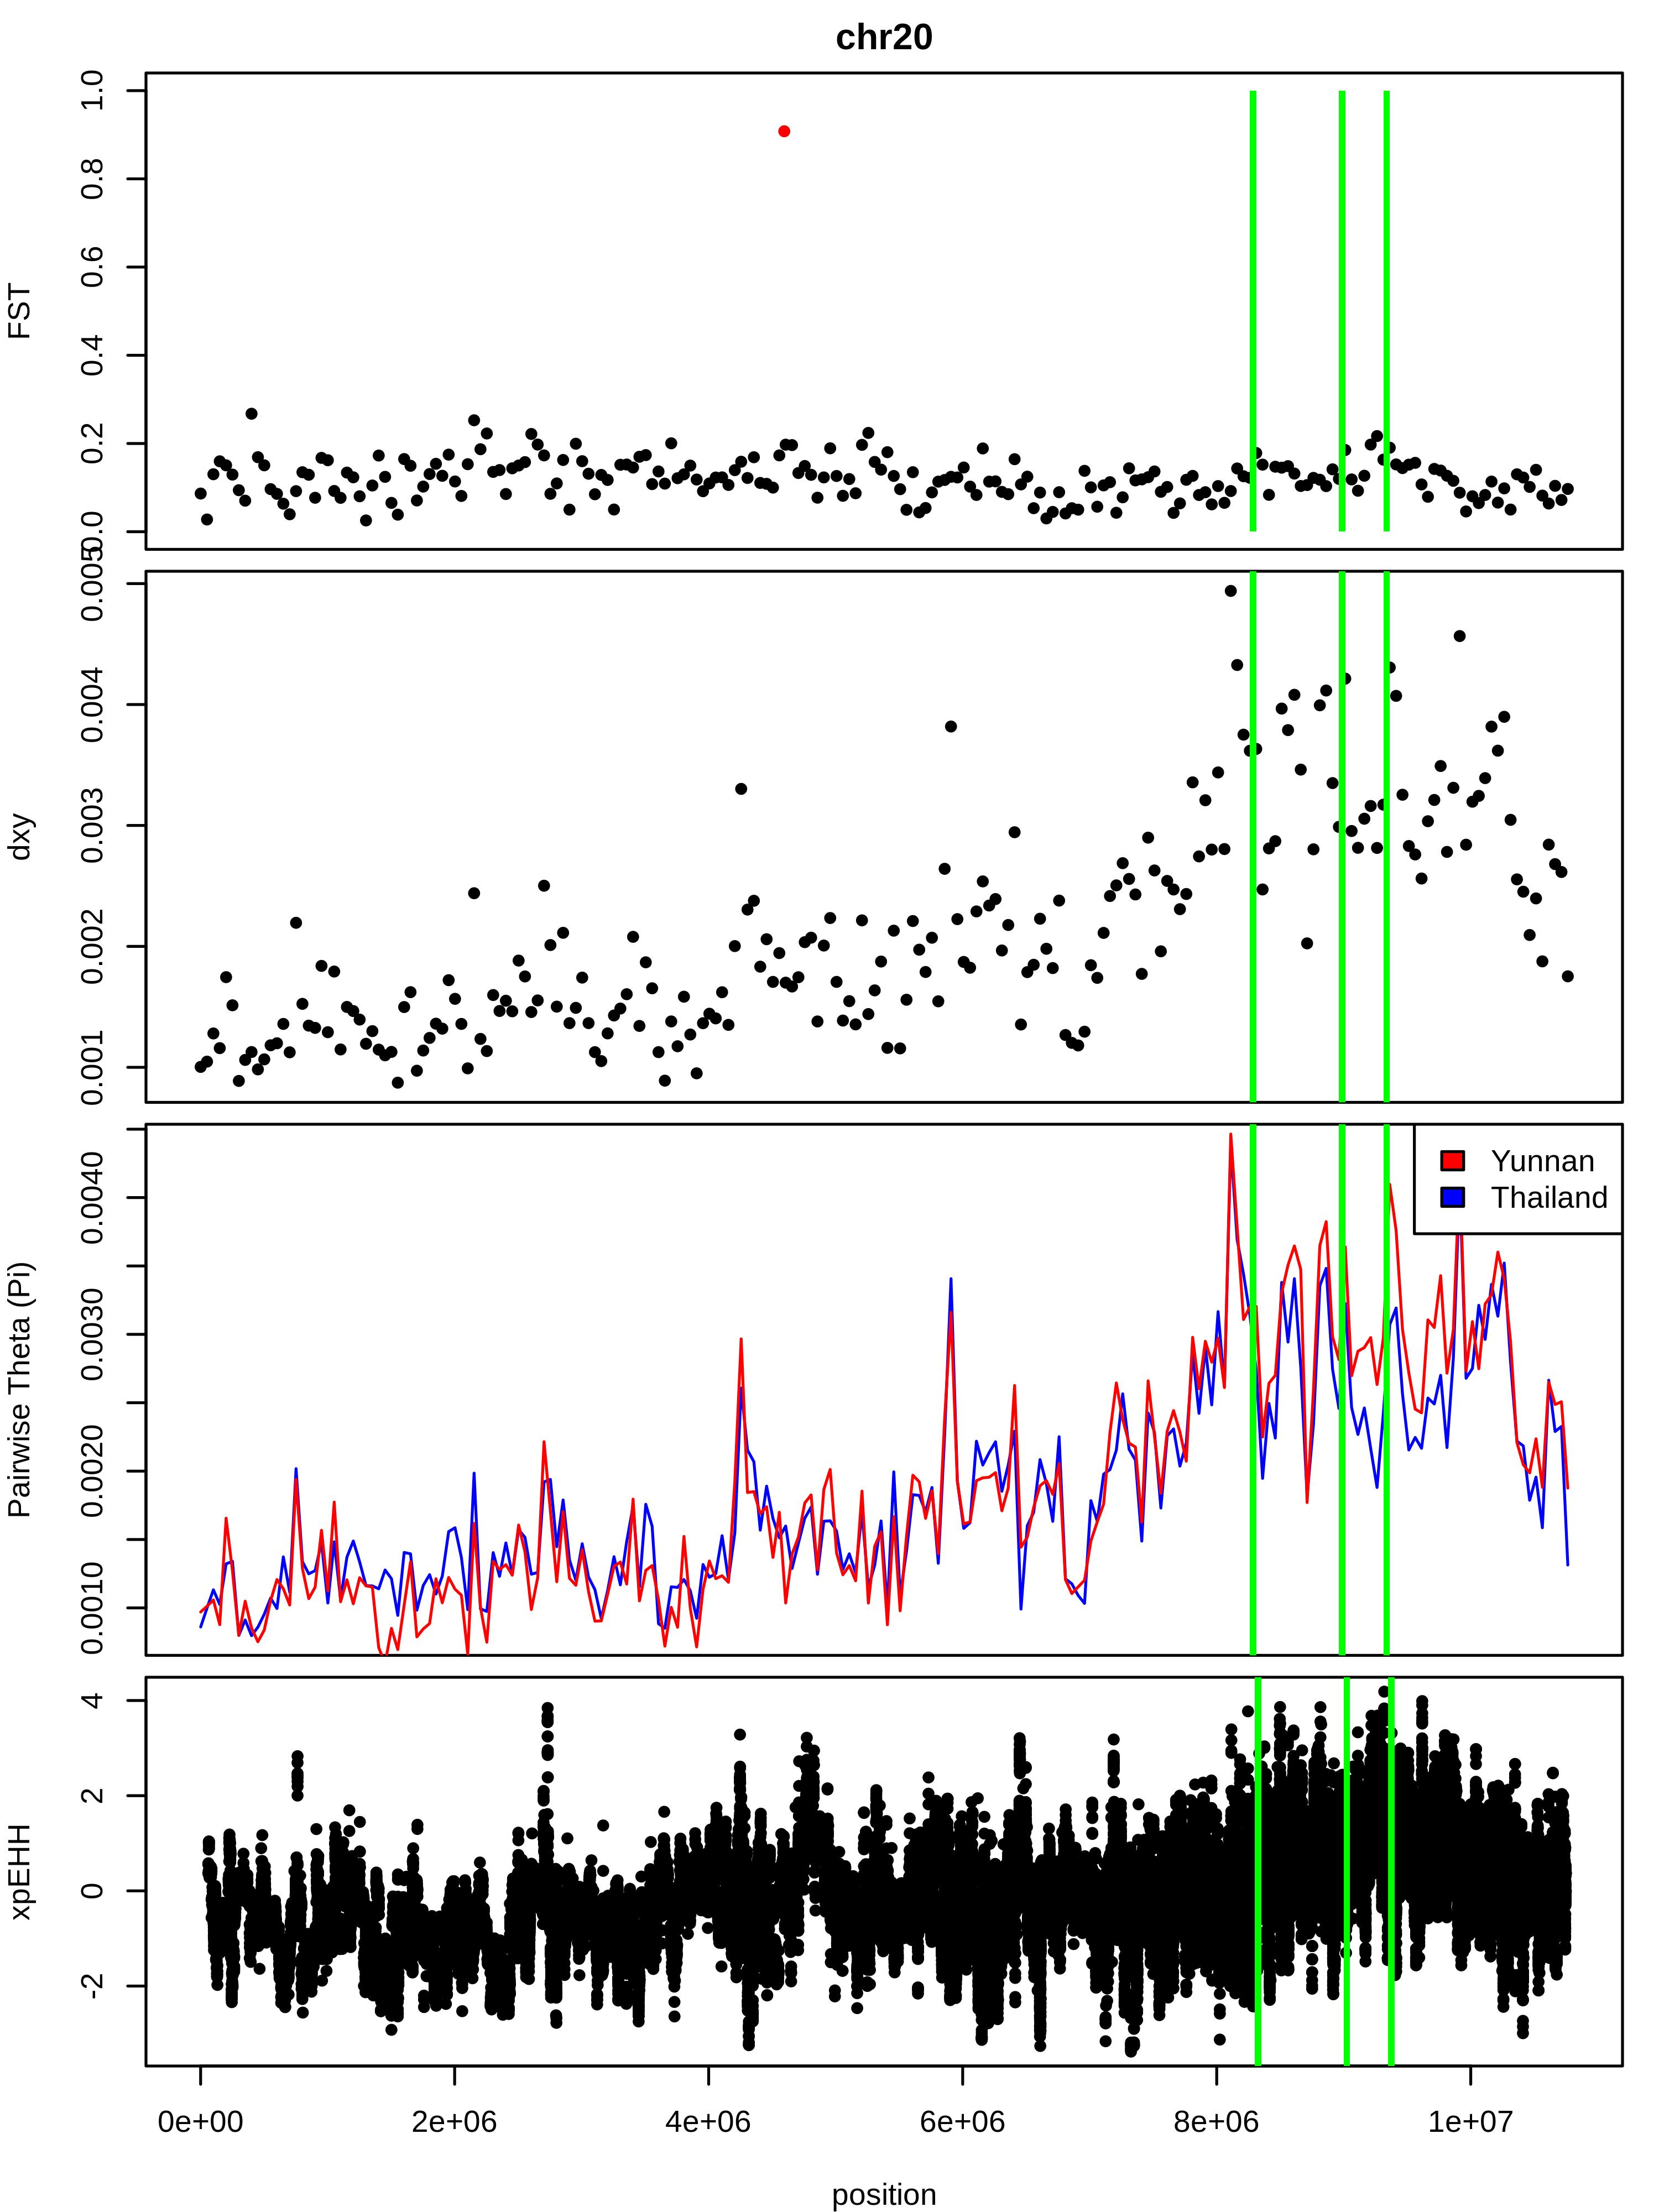 chr20
FST
0.0 0.2 0.4 0.6 0.8 1.0
dxy
0.001 0.002 0.003 0.004 0.005
Pairwise Theta (Pi)
0.0010 0.0020 0.0030 0.0040
Yunnan
Thailand
xpEHH
-2 0 2 4
0e+00 2e+06 4e+06 6e+06 8e+06 1e+07
position